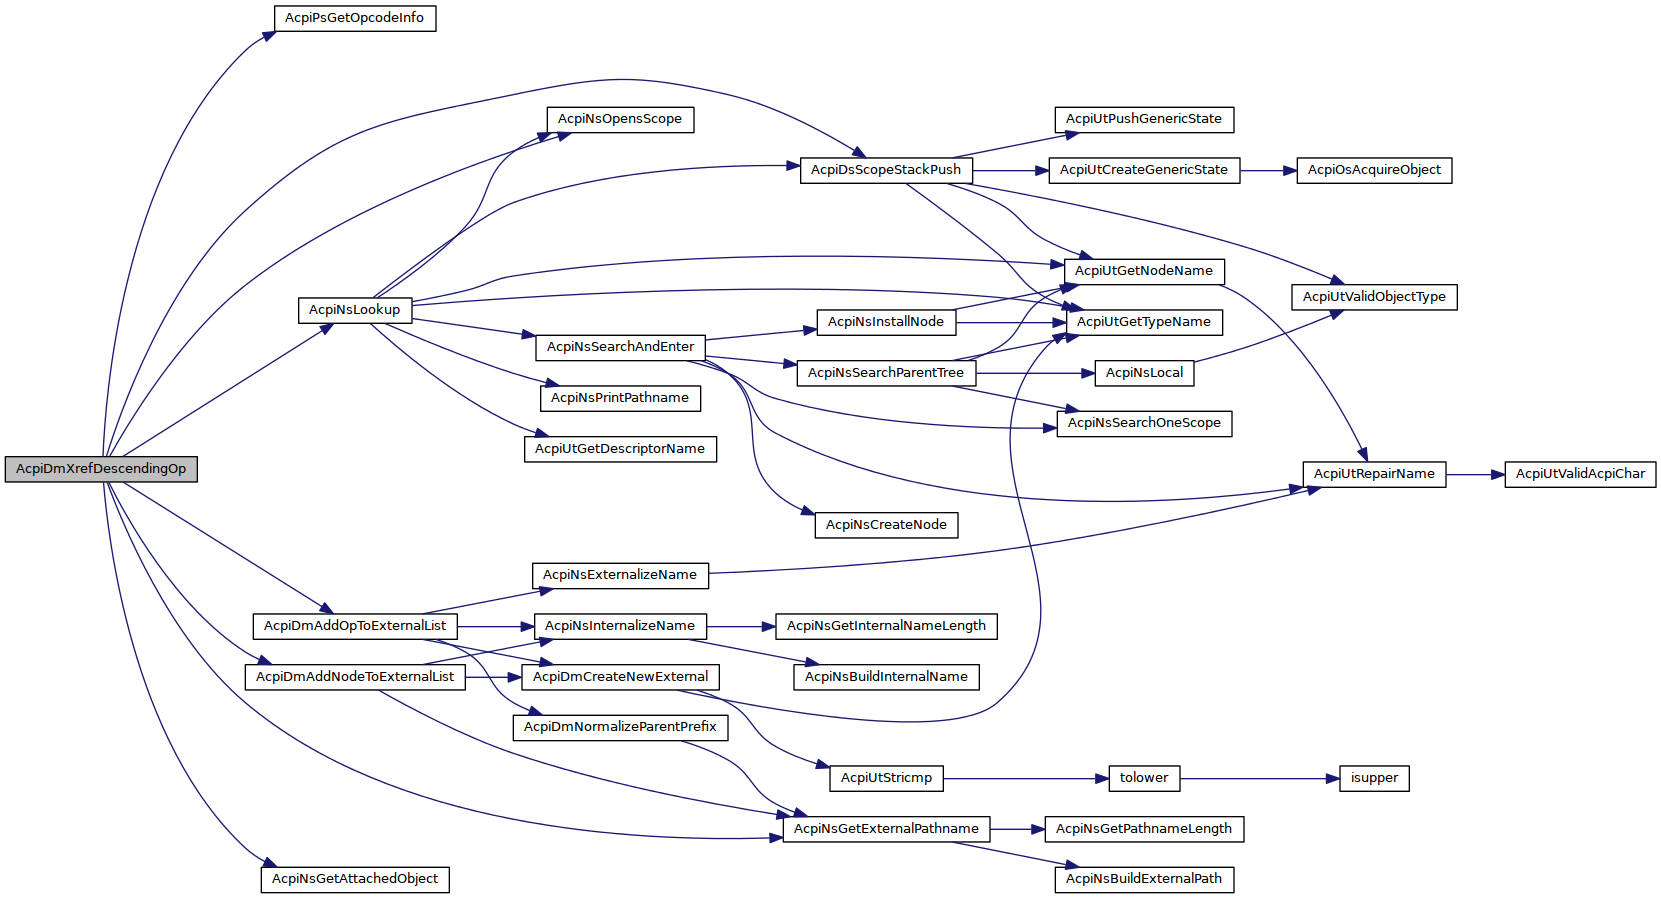 AcpiPsGetOpcodeInfo
AcpiNsOpensScope
AcpiUtPushGenericState
AcpiDsScopeStackPush
AcpiUtCreateGenericState
AcpiOsAcquireObject
AcpiUtGetNodeName
AcpiUtValidObjectType
AcpiNsLookup
AcpiNsInstallNode
AcpiUtGetTypeName
AcpiNsSearchAndEnter
AcpiNsSearchParentTree
AcpiNsLocal
AcpiNsPrintPathname
AcpiNsSearchOneScope
AcpiUtGetDescriptorName
AcpiDmXrefDescendingOp
AcpiUtRepairName
AcpiUtValidAcpiChar
AcpiNsCreateNode
AcpiNsExternalizeName
AcpiDmAddOpToExternalList
AcpiNsInternalizeName
AcpiNsGetInternalNameLength
AcpiDmAddNodeToExternalList
AcpiDmCreateNewExternal
AcpiNsBuildInternalName
AcpiDmNormalizeParentPrefix
AcpiUtStricmp
tolower
isupper
AcpiNsGetExternalPathname
AcpiNsGetPathnameLength
AcpiNsGetAttachedObject
AcpiNsBuildExternalPath